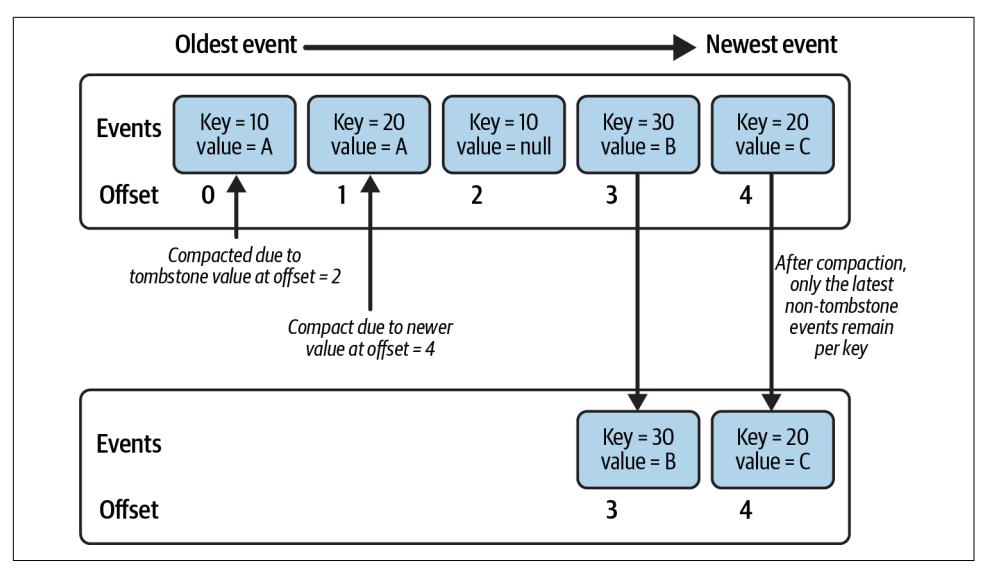 Oldest event Newest event
Events
Key = 10
value = A
Key = 20
value = A
Key = 10
value = null
Key = 30
value = B
Key = 20
value = C
Offset 0 1 2 3 4
Compacted due to
tombstone value at offset = 2
Compact due to newer
value at offset = 4
After compaction,
only the latest
non-tombstone
events remain
per key
Events
Key = 30
value = B
Key = 20
value = C
Offset 3 4